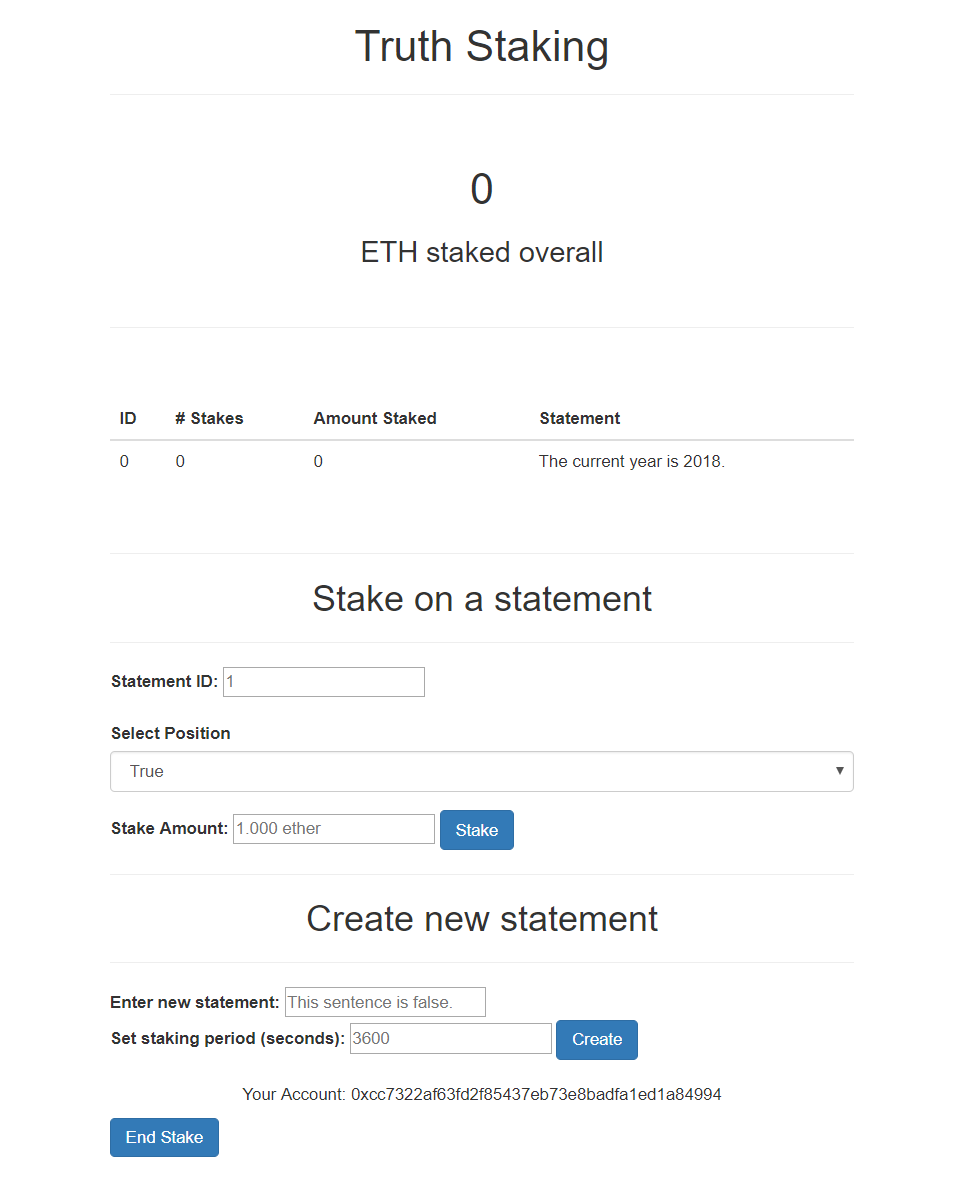 Truth Staking
0
ETH staked overall
ID # Stakes Amount Staked Statement
0 0 0 The current year is 2018.
Stake on a statement
Statement ID: 1
Select Position
True ▼
Stake Amount: 1.000 ether Stake
Create new statement
Enter new statement: This sentence is false.
Set staking period (seconds): 3600 Create
Your Account: 0xcc7322af63fd2f85437eb73e8badfa1ed1a84994
End Stake